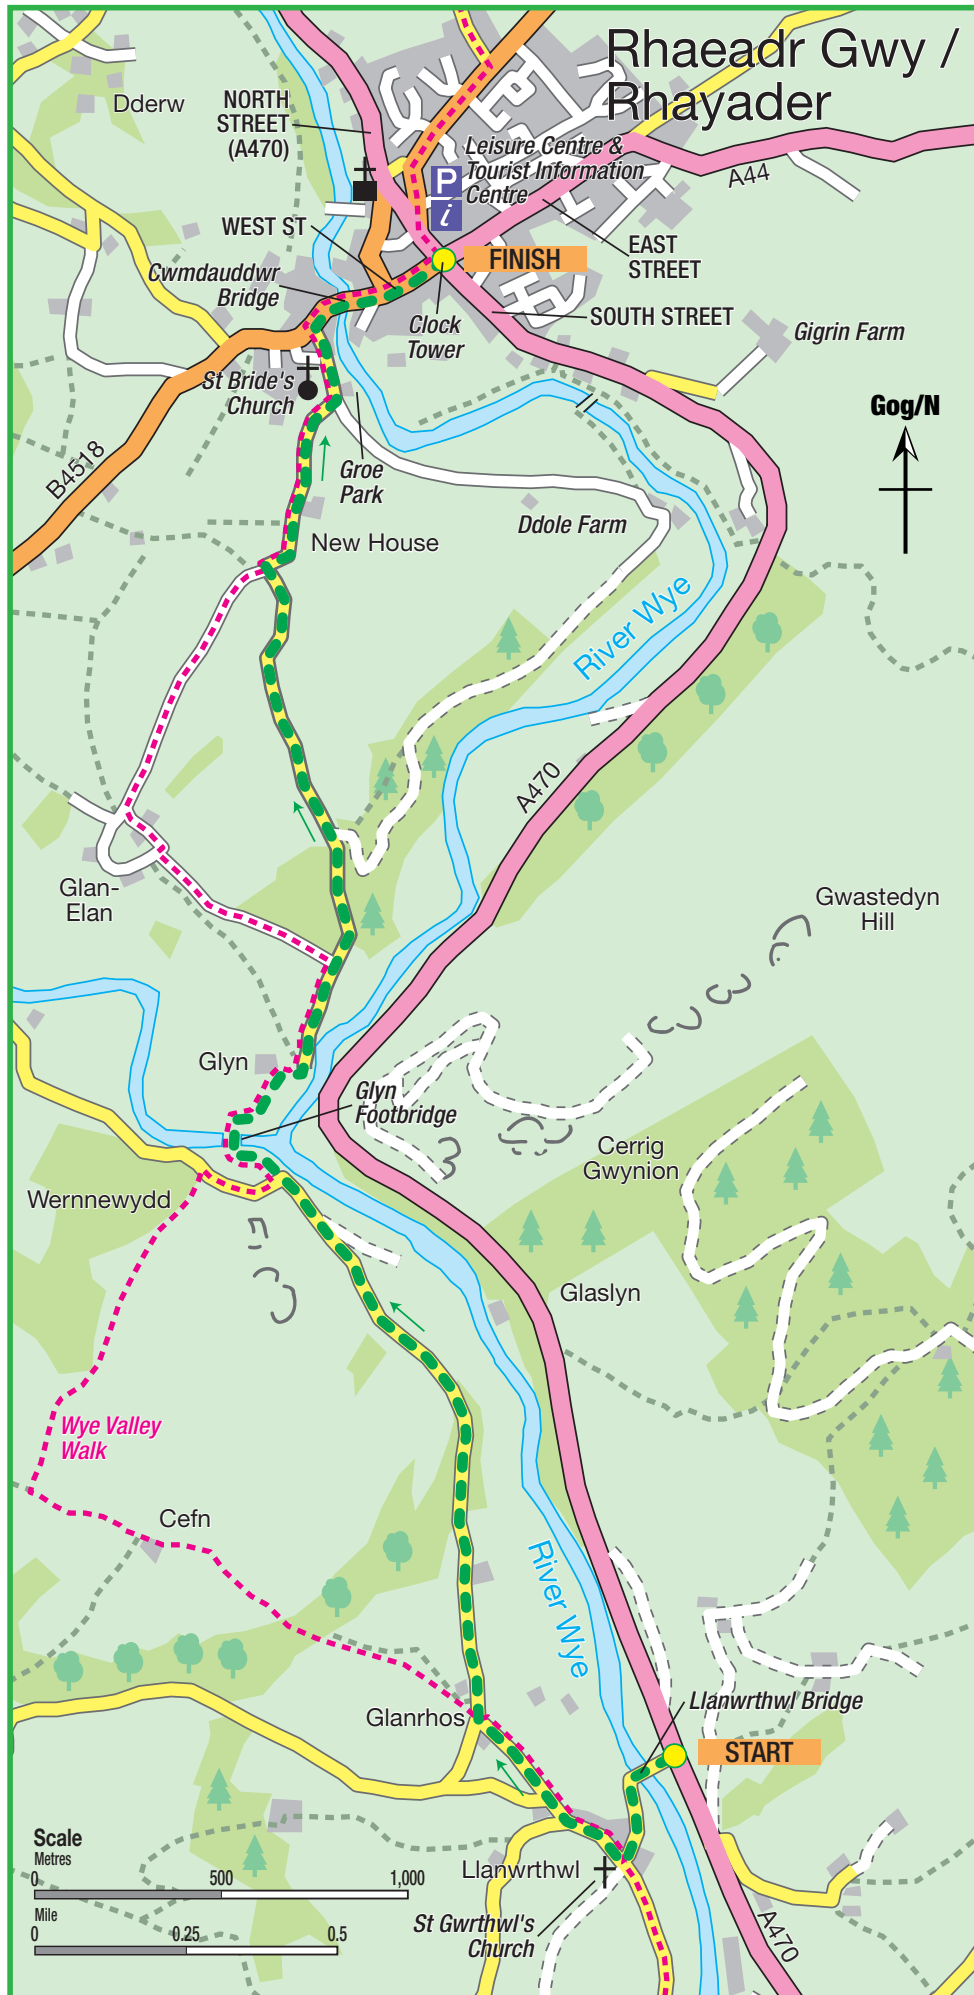 Rhaeadr Gwy /
Rhayader
Dderw
NORTH
STREET
(A470)
Leisure Centre &
Tourist Information
Centre
P
i
A44
WEST ST
EAST
STREET
FINISH
Cwmdauddwr
Bridge
Clock
Tower
SOUTH STREET
Gigrin Farm
St Bride's
Church
Gog/N
B4518
Groe
Park
Ddole Farm
New House
River Wye
A470
Glan-
Elan
Gwastedyn
Hill
Glyn
Glyn
Footbridge
Cerrig
Gwynion
Wernnewydd
Glaslyn
Wye Valley
Walk
Cefn
River Wye
Llanwrthwl Bridge
Glanrhos
START
Scale
Metres
0 500 1,000
Mile
0 0.25 0.5
Llanwrthwl
St Gwrthwl's
Church
A470